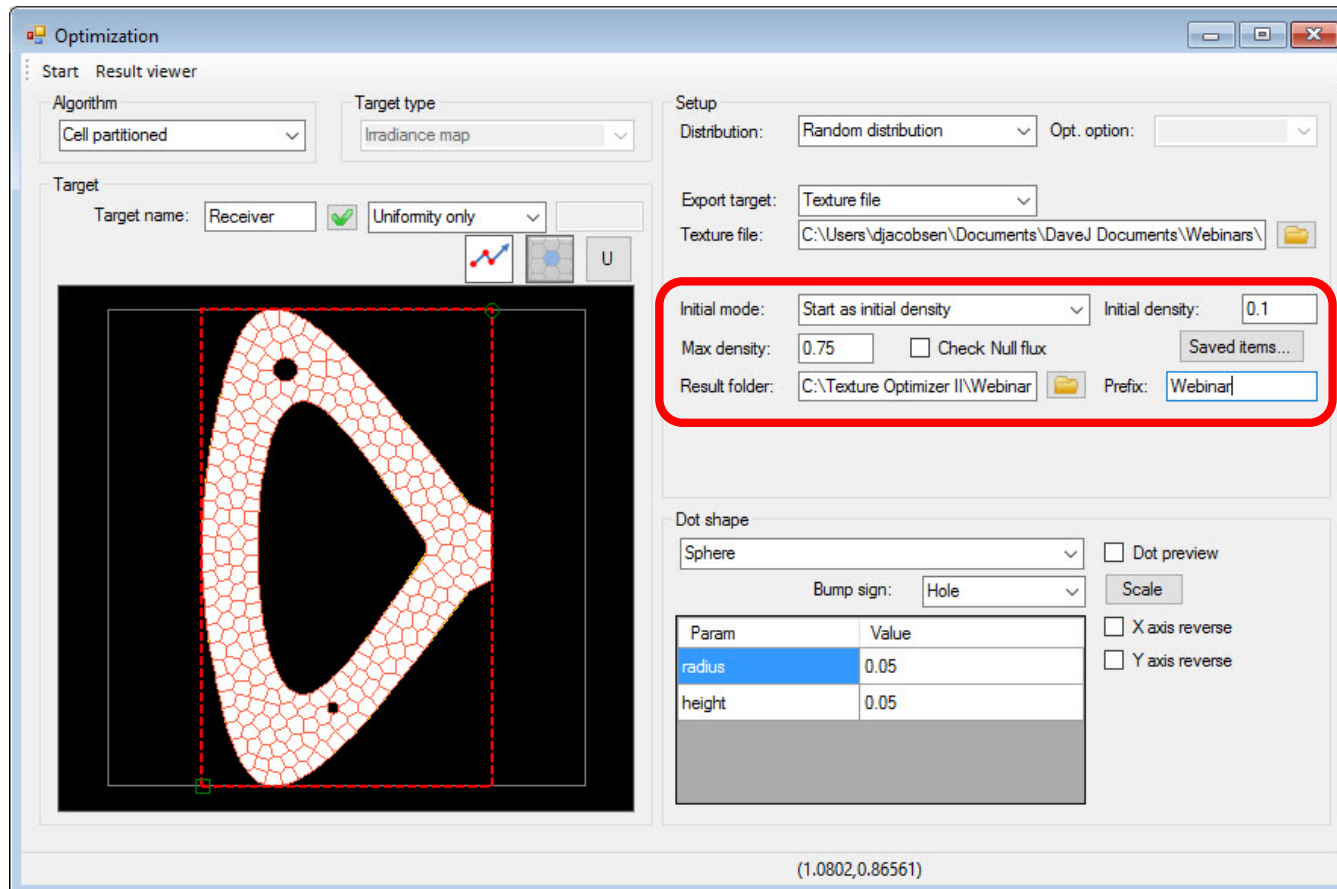 Optimization
Start Result viewer
Algorithm
Cell partitioned
Target type
Irradiance map
Target
Target name: Receiver Uniformity only
U
Setup
Distribution: Random distribution Opt. option:
Export target: Texture file
Texture file: C:\Users\djacobsen\Documents\DaveJ Documents\Webinars\
Initial mode: Start as initial density Initial density: 0.1
Max density: 0.75 Check Null flux Saved items...
Result folder: C:\Texture Optimizer II\Webinar Prefix: Webinar
Dot shape
Sphere Dot preview
Bump sign: Hole Scale
Param Value X axis reverse
radius 0.05 Y axis reverse
height 0.05
(1.0802,0.86561)